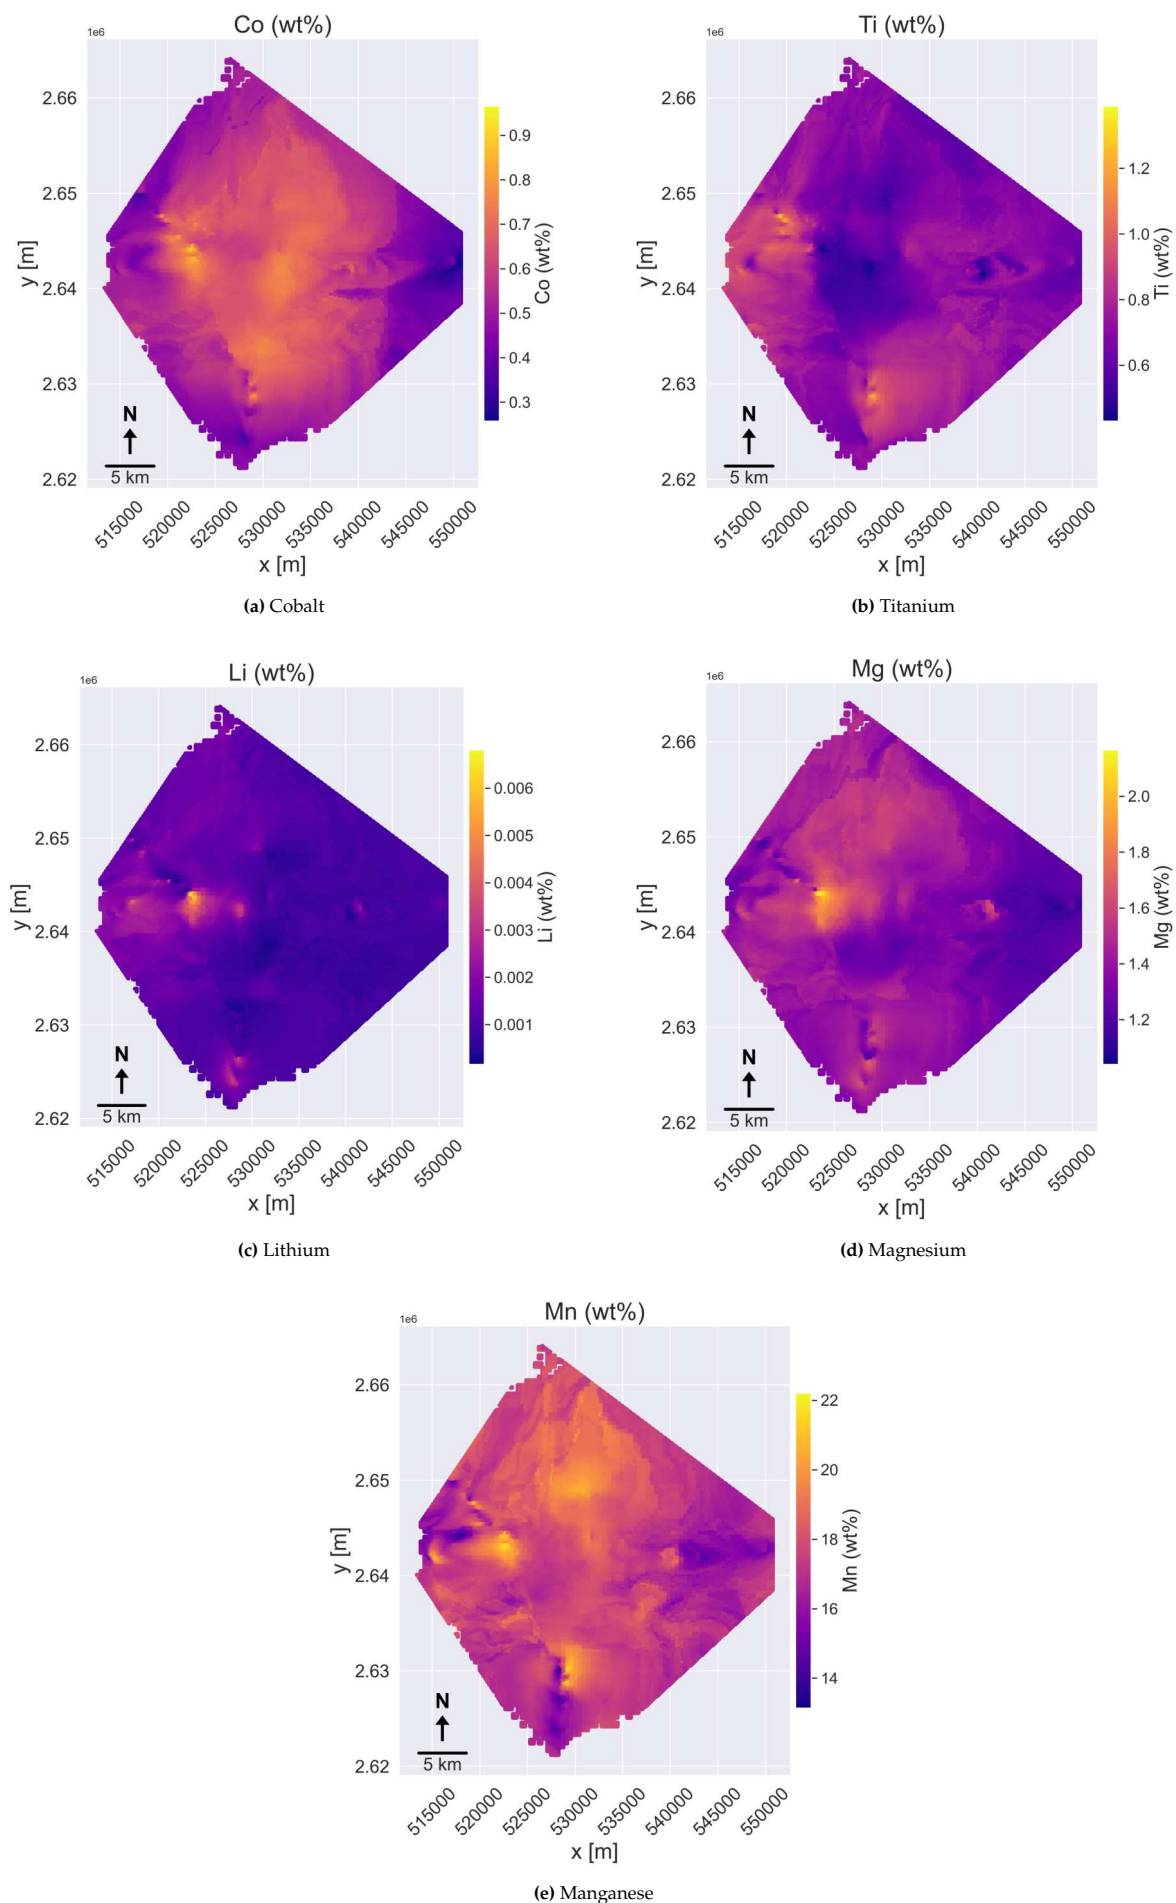 Co (wt%)
1e6
2.66
2.65
2.64
2.63
2.62
y [m]
N
5 km
515000
520000
525000
530000
535000
540000
545000
550000
x [m]
0.9
0.8
0.7
0.6
0.5
0.4
0.3
Co (wt%)
(a) Cobalt
Ti (wt%)
1e6
2.66
2.65
2.64
2.63
2.62
y [m]
N
5 km
515000
520000
525000
530000
535000
540000
545000
550000
x [m]
1.2
1.0
0.8
0.6
Ti (wt%)
(b) Titanium
Li (wt%)
1e6
2.66
2.65
2.64
2.63
2.62
y [m]
N
5 km
515000
520000
525000
530000
535000
540000
545000
550000
x [m]
0.006
0.005
0.004
0.003
0.002
0.001
Li (wt%)
(c) Lithium
Mg (wt%)
1e6
2.66
2.65
2.64
2.63
2.62
y [m]
N
5 km
515000
520000
525000
530000
535000
540000
545000
550000
x [m]
2.0
1.8
1.6
1.4
1.2
Mg (wt%)
(d) Magnesium
Mn (wt%)
1e6
2.66
2.65
2.64
2.63
2.62
y [m]
N
5 km
515000
520000
525000
530000
535000
540000
545000
550000
x [m]
22
20
18
16
14
Mn (wt%)
(e) Manganese